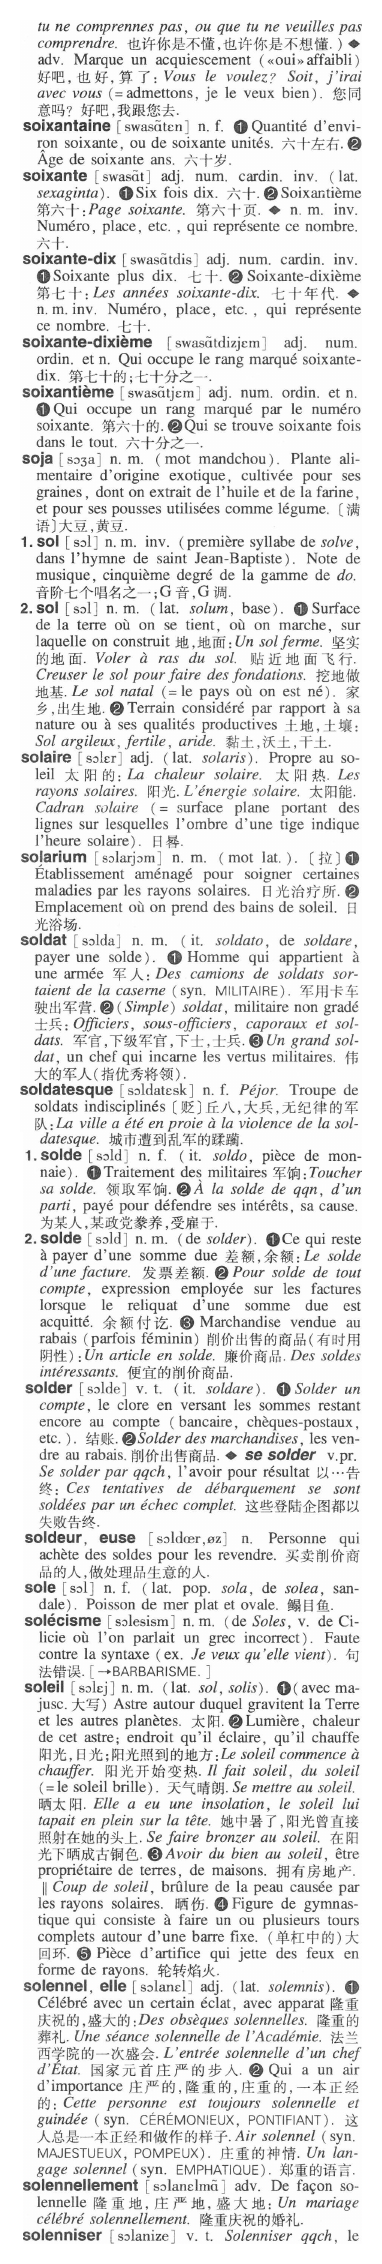 tu ne comprennes pas, ou que tu ne veuilles pas
comprendre. 也许你是不懂,也许你是不想懂. ) ◆
adv. Marque un acquiescement («oui» affaibli)
好吧, 也好, 算了: Vous le voulez? Soit, j'irai
avec vous (= admettons, je le veux bien). 您同
意吗? 好吧,我跟您去.
soixantaine [swasɑ̃tɛn] n. f. ❶ Quantité d'envi-
ron soixante, ou de soixante unités. 六十左右. ❷
Âge de soixante ans. 六十岁.
soixante [swasɑ̃t] adj. num. cardin. inv. (lat.
sexaginta). ❶ Six fois dix. 六十. ❷ Soixantième
第六十: Page soixante. 第六十页. ◆ n. m. inv.
Numéro, place, etc. , qui représente ce nombre.
六十.
soixante-dix [swasɑ̃tdis] adj. num. cardin. inv.
❶ Soixante plus dix. 七十. ❷ Soixante-dixième
第七十: Les années soixante-dix. 七十年代. ◆
n. m. inv. Numéro, place, etc. , qui représente
ce nombre. 七十.
soixante-dixième [swasɑ̃tdizjɛm] adj. num.
ordin. et n. Qui occupe le rang marqué soixante-
dix. 第七十的;七十分之一.
soixantième [swasɑ̃tjɛm] adj. num. ordin. et n.
❶ Qui occupe un rang marqué par le numéro
soixante. 第六十的. ❷ Qui se trouve soixante fois
dans le tout. 六十分之一.
soja [sɔʒa] n. m. (mot mandchou). Plante ali-
mentaire d'origine exotique, cultivée pour ses
graines, dont on extrait de l'huile et de la farine,
et pour ses pousses utilisées comme légume. 〔满
语〕大豆,黄豆.
1. sol [sɔl] n. m. inv. (première syllabe de solve,
dans l'hymne de saint Jean-Baptiste). Note de
musique, cinquième degré de la gamme de do.
音阶七个唱名之一;G 音,G 调.
2. sol [sɔl] n. m. (lat. solum, base). ❶ Surface
de la terre où on se tient, où on marche, sur
laquelle on construit 地,地面: Un sol ferme. 坚实
的地面. Voler à ras du sol. 贴近地面飞行.
Creuser le sol pour faire des fondations. 挖地做
地基. Le sol natal (= le pays où on est né). 家
乡,出生地. ❷ Terrain considéré par rapport à sa
nature ou à ses qualités productives 土地,土壤:
Sol argileux, fertile, aride. 黏土,沃土,干土.
solaire [sɔlɛr] adj. (lat. solaris). Propre au so-
leil 太阳的: La chaleur solaire. 太阳热. Les
rayons solaires. 阳光. L'énergie solaire. 太阳能.
Cadran solaire (= surface plane portant des
lignes sur lesquelles l'ombre d'une tige indique
l'heure solaire). 日晷.
solarium [sɔlarjɔm] n. m. (mot lat.). 〔拉〕❶
Établissement aménagé pour soigner certaines
maladies par les rayons solaires. 日光治疗所. ❷
Emplacement où on prend des bains de soleil. 日
光浴场.
soldat [sɔlda] n. m. (it. soldato, de soldare,
payer une solde). ❶ Homme qui appartient à
une armée 军人: Des camions de soldats sor-
taient de la caserne (syn. MILITAIRE). 军用卡车
驶出军营. ❷ (Simple) soldat, militaire non gradé
士兵: Officiers, sous-officiers, caporaux et sol-
dats. 军官,下级军官,下士,士兵. ❸ Un grand sol-
dat, un chef qui incarne les vertus militaires. 伟
大的军人(指优秀将领).
soldatesque [sɔldatɛsk] n. f. Péjor. Troupe de
soldats indisciplinés 〔贬〕丘八,大兵,无纪律的军
队: La ville a été en proie à la violence de la sol-
datesque. 城市遭到乱军的蹂躏.
1. solde [sɔld] n. f. (it. soldo, pièce de mon-
naie). ❶ Traitement des militaires 军饷: Toucher
sa solde. 领取军饷. ❷ À la solde de qqn, d'un
parti, payé pour défendre ses intérêts, sa cause.
为某人,某政党豢养,受雇于.
2. solde [sɔld] n. m. (de solder). ❶ Ce qui reste
à payer d'une somme due 差额,余额: Le solde
d'une facture. 发票差额. ❷ Pour solde de tout
compte, expression employée sur les factures
lorsque le reliquat d'une somme due est
acquitté. 余额付讫. ❸ Marchandise vendue au
rabais (parfois féminin) 削价出售的商品(有时用
阴性): Un article en solde. 廉价商品. Des soldes
intéressants. 便宜的削价商品.
solder [sɔlde] v. t. (it. soldare). ❶ Solder un
compte, le clore en versant les sommes restant
encore au compte (bancaire, chèques-postaux,
etc. ). 结账. ❷ Solder des marchandises, les ven-
dre au rabais. 削价出售商品. ◆ se solder v.pr.
Se solder par qqch, l'avoir pour résultat 以…告
终: Ces tentatives de débarquement se sont
soldées par un échec complet. 这些登陆企图都以
失败告终.
soldeur, euse [sɔldœr,øz] n. Personne qui
achète des soldes pour les revendre. 买卖削价商
品的人,做处理品生意的人.
sole [sɔl] n. f. (lat. pop. sola, de solea, san-
dale). Poisson de mer plat et ovale. 鳎目鱼.
solécisme [sɔlesism] n. m. (de Soles, v. de Ci-
licie où l'on parlait un grec incorrect). Faute
contre la syntaxe (ex. Je veux qu'elle vient). 句
法错误. [→BARBARISME. ]
soleil [sɔlɛj] n. m. (lat. sol, solis). ❶ (avec ma-
jusc. 大写) Astre autour duquel gravitent la Terre
et les autres planètes. 太阳. ❷ Lumière, chaleur
de cet astre; endroit qu'il éclaire, qu'il chauffe
阳光,日光;阳光照到的地方: Le soleil commence à
chauffer. 阳光开始变热. Il fait soleil, du soleil
(= le soleil brille). 天气晴朗. Se mettre au soleil.
晒太阳. Elle a eu une insolation, le soleil lui
tapait en plein sur la tête. 她中暑了,阳光曾直接
照射在她的头上. Se faire bronzer au soleil. 在阳
光下晒成古铜色. ❸ Avoir du bien au soleil, être
propriétaire de terres, de maisons. 拥有房地产.
‖ Coup de soleil, brûlure de la peau causée par
les rayons solaires. 晒伤. ❹ Figure de gymnas-
tique qui consiste à faire un ou plusieurs tours
complets autour d'une barre fixe. (单杠中的)大
回环. ❺ Pièce d'artifice qui jette des feux en
forme de rayons. 轮转焰火.
solennel, elle [sɔlanɛl] adj. (lat. solemnis). ❶
Célébré avec un certain éclat, avec apparat 隆重
庆祝的,盛大的: Des obsèques solennelles. 隆重的
葬礼. Une séance solennelle de l'Académie. 法兰
西学院的一次盛会. L'entrée solennelle d'un chef
d'État. 国家元首庄严的步入. ❷ Qui a un air
d'importance 庄严的,隆重的,庄重的,一本正经
的: Cette personne est toujours solennelle et
guindée (syn. CÉRÉMONIEUX, PONTIFIANT). 这
人总是一本正经和做作的样子. Air solennel (syn.
MAJESTUEUX, POMPEUX). 庄重的神情. Un lan-
gage solennel (syn. EMPHATIQUE). 郑重的语言.
solennellement [sɔlanɛlmɑ̃] adv. De façon so-
lennelle 隆重地, 庄严地, 盛大地: Un mariage
célébré solennellement. 隆重庆祝的婚礼.
solenniser [sɔlanize] v. t. Solenniser qqch, le